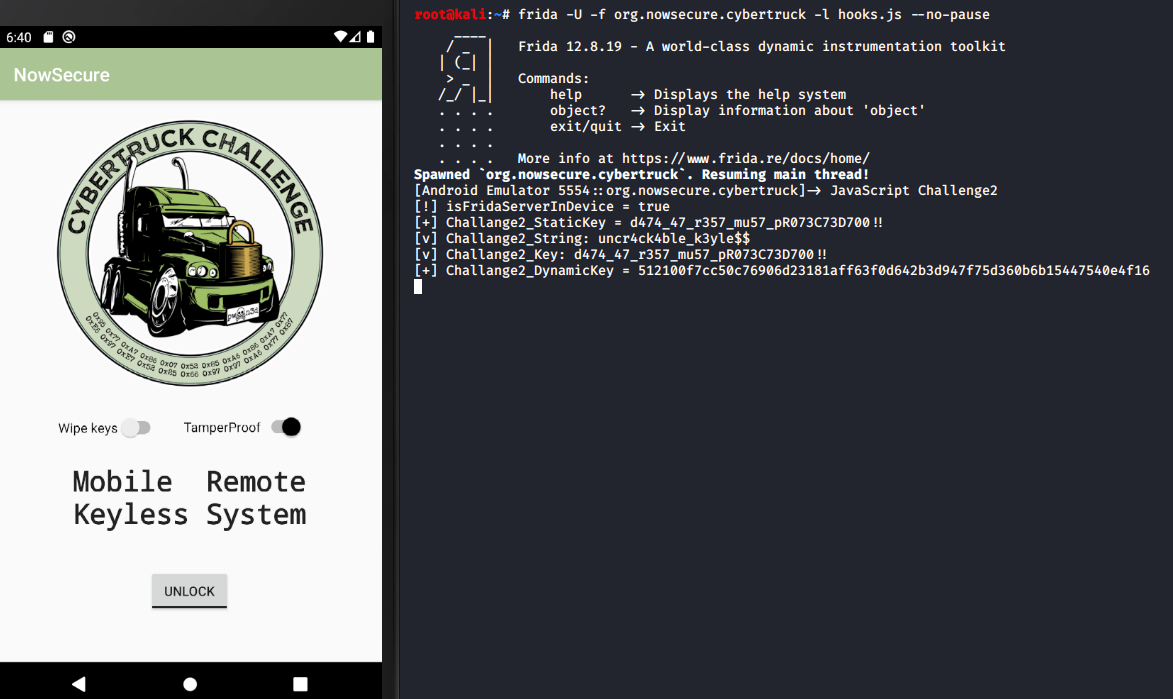 6:40
NowSecure
CYBERTRUCK CHALLENGE
Wipe keys
TamperProof
Mobile Remote
Keyless System
UNLOCK
root@kali:~# frida -U -f org.nowsecure.cybertruck -l hooks.js --no-pause
Frida 12.8.19 - A world-class dynamic instrumentation toolkit
Commands:
help -> Displays the help system
object? -> Display information about 'object'
exit/quit -> Exit
More info at https://www.frida.re/docs/home/
Spawned `org.nowsecure.cybertruck`. Resuming main thread!
[Android Emulator 5554::org.nowsecure.cybertruck]-> JavaScript Challenge2
[!] isFridaServerInDevice = true
[+] Challange2_StaticKey = d474_47_r357_mu57_pR073C73D700!!
[v] Challange2_String: uncr4ck4ble_k3yle$$
[v] Challange2_Key: d474_47_r357_mu57_pR073C73D700!!
[+] Challange2_DynamicKey = 512100f7cc50c76906d23181aff63f0d642b3d947f75d360b6b15447540e4f16